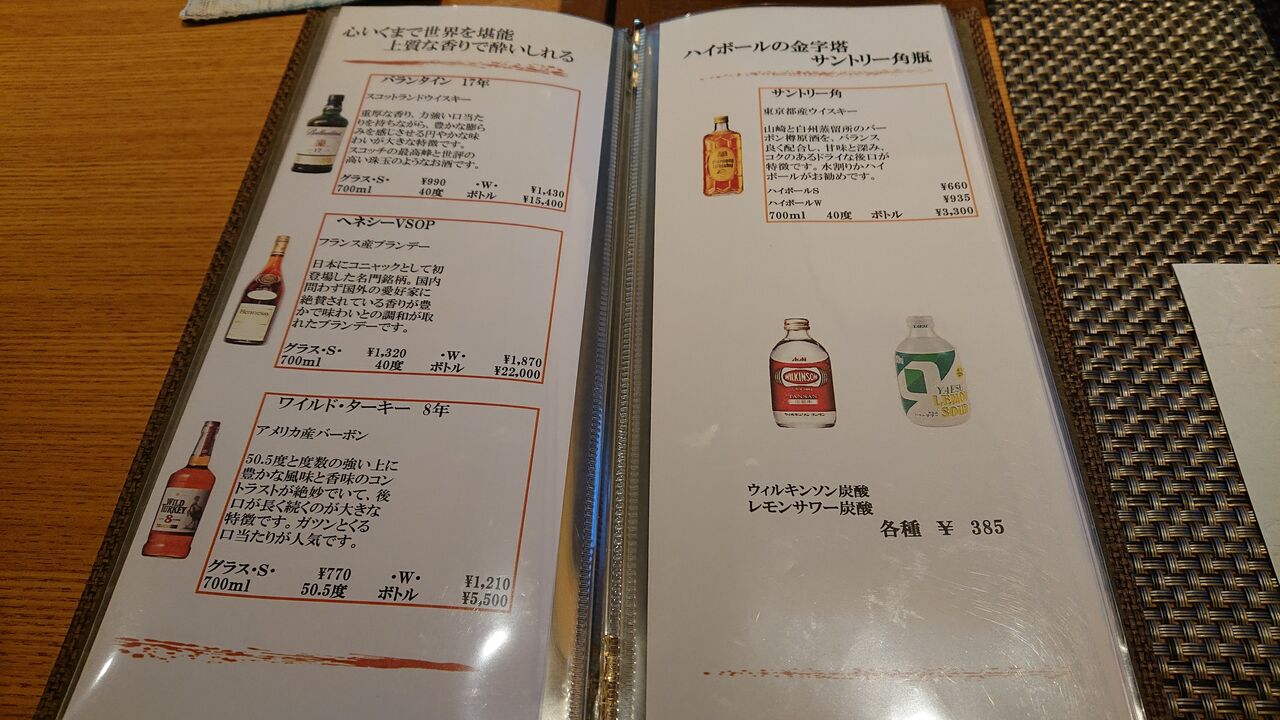 心いくまで世界を堪能
上質な香りで酔いしれる
バランタイン 17年
スコットランドウイスキー
重厚な香り、力強い口当た
りを持ちながら、豊かな膨ら
みを感じさせる円やかな味
わいが大きな特徴です。
スコッチの最高峰と世評の
高い珠玉のようなお酒です。
グラス・S・ ¥990 ・W・ ¥1,430
700ml 40度 ボトル ¥15,400
Ballantine's
17
ヘネシーVSOP
フランス産ブランデー
日本にコニャックとして初
登場した名門銘柄。国内
問わず国外の愛好家に
絶賛されている香りが豊
かで味わいとの調和が取
れたブランデーです。
グラス・S・ ¥1,320 ・W・ ¥1,870
700ml 40度 ボトル ¥22,000
Hennessy
ワイルド・ターキー 8年
アメリカ産バーボン
50.5度と度数の強い上に
豊かな風味と香味のコン
トラストが絶妙でいて、後
口が長く続くのが大きな
特徴です。ガツンとくる
口当たりが人気です。
グラス・S・ ¥770 ・W・ ¥1,210
700ml 50.5度 ボトル ¥5,500
WILD
TURKEY
8
ハイボールの金字塔
サントリー角瓶
サントリー角
東京都産ウイスキー
山崎と白州蒸留所のバー
ボン樽原酒を、バランス
良く配合し、甘味と深み、
コクのあるドライな後口が
特徴です。水割りかハイ
ボールがお勧めです。
ハイボールS ¥660
ハイボールW ¥935
700ml 40度 ボトル ¥3,300
Asahi
WILKINSON
TANSAN
ウィルキンソン タンサン
LEMON
SOUR
ウィルキンソン炭酸
レモンサワー炭酸
各種 ¥ 385